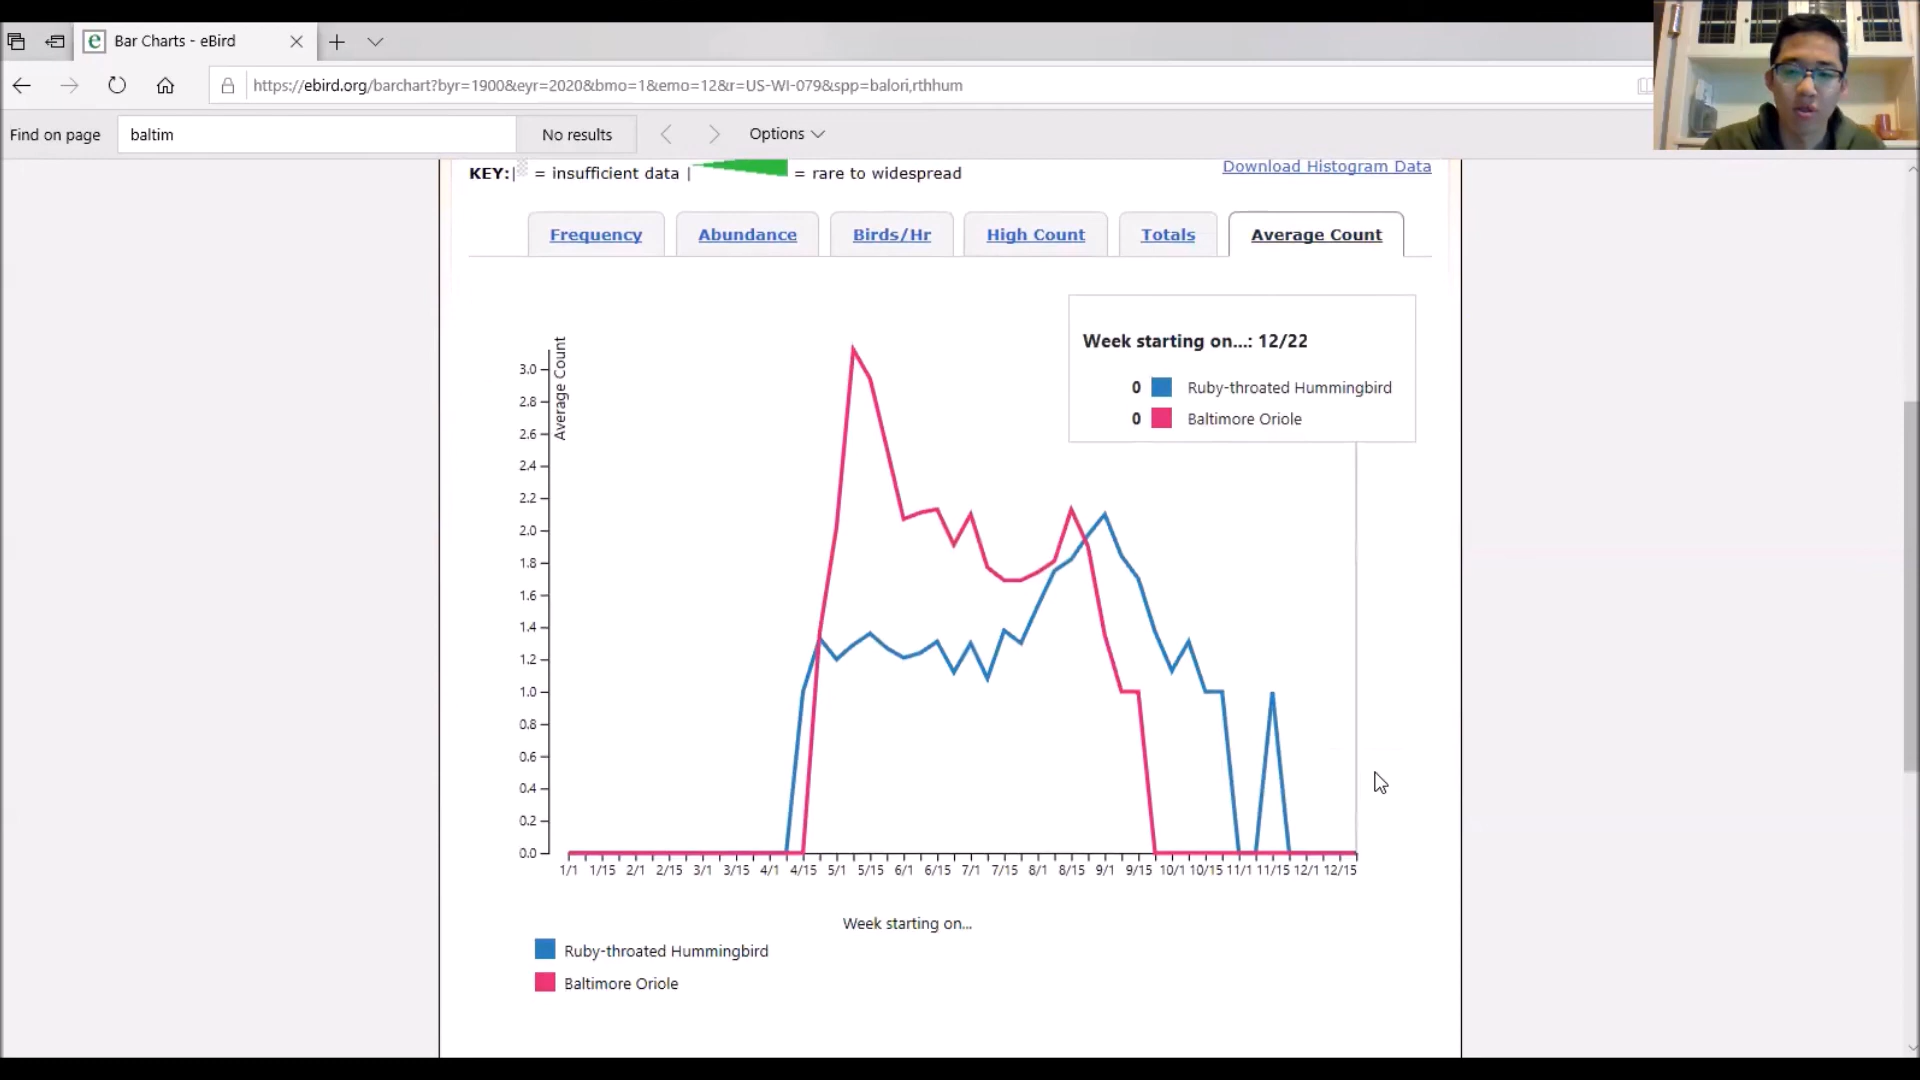 Bar Charts - eBird
https://ebird.org/barchart?byr=1900&eyr=2020&bmo=1&emo=12&r=US-WI-079&spp=balori,rthhum
Find on page baltim No results Options
KEY:| = insufficient data | = rare to widespread Download Histogram Data
Frequency Abundance Birds/Hr High Count Totals Average Count
Week starting on...: 12/22
0 Ruby-throated Hummingbird
0 Baltimore Oriole
Average Count
3.0
2.8
2.6
2.4
2.2
2.0
1.8
1.6
1.4
1.2
1.0
0.8
0.6
0.4
0.2
0.0
1/1 1/15 2/1 2/15 3/1 3/15 4/1 4/15 5/1 5/15 6/1 6/15 7/1 7/15 8/1 8/15 9/1 9/15 10/1 10/15 11/1 11/15 12/1 12/15
Week starting on...
Ruby-throated Hummingbird
Baltimore Oriole